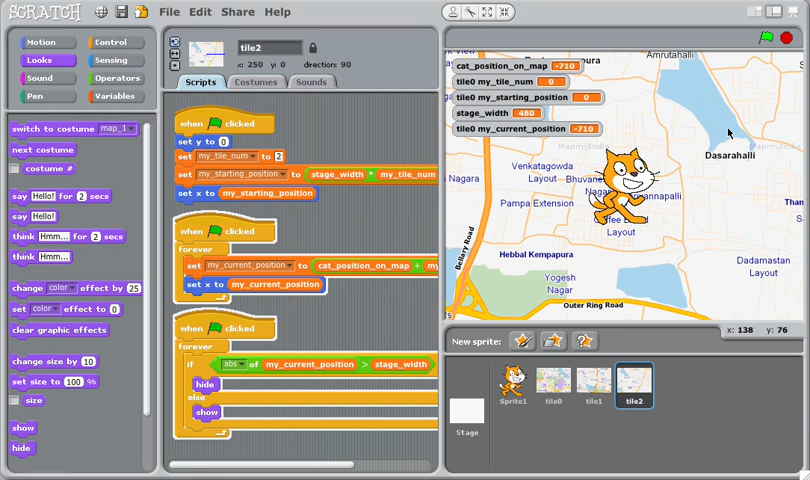 SCRATCH File Edit Share Help
Motion Control
Looks Sensing
Sound Operators
Pen Variables
switch to costume map_1
next costume
costume #
say Hello! for 2 secs
say Hello!
think Hmm... for 2 secs
think Hmm...
change color effect by 25
set color effect to 0
clear graphic effects
change size by 10
set size to 100 %
size
show
hide
tile2
x: 250 y: 0 direction: 90
Scripts Costumes Sounds
when clicked
set y to 0
set my_tile_num to 2
set my_starting_position to stage_width * my_tile_num
set x to my_starting_position
when clicked
forever
set my_current_position to cat_position_on_map + my
set x to my_current_position
when clicked
forever
if abs of my_current_position > stage_width
hide
else
show
cat_position_on_map -710
tile0 my_tile_num 0
tile0 my_starting_position 0
stage_width 480
tile0 my_current_position -710
Amrutahalli
Dasarahalli
MapmyIndia
Venkatagowda
Layout
Nagara
Pampa Extension
Hebbal Kempapura
Yogesh
Nagar
Bellary Road
Outer Ring Road
Dadamastan
Layout
x: 138 y: 76
New sprite:
Sprite1 tile0 tile1 tile2
Stage